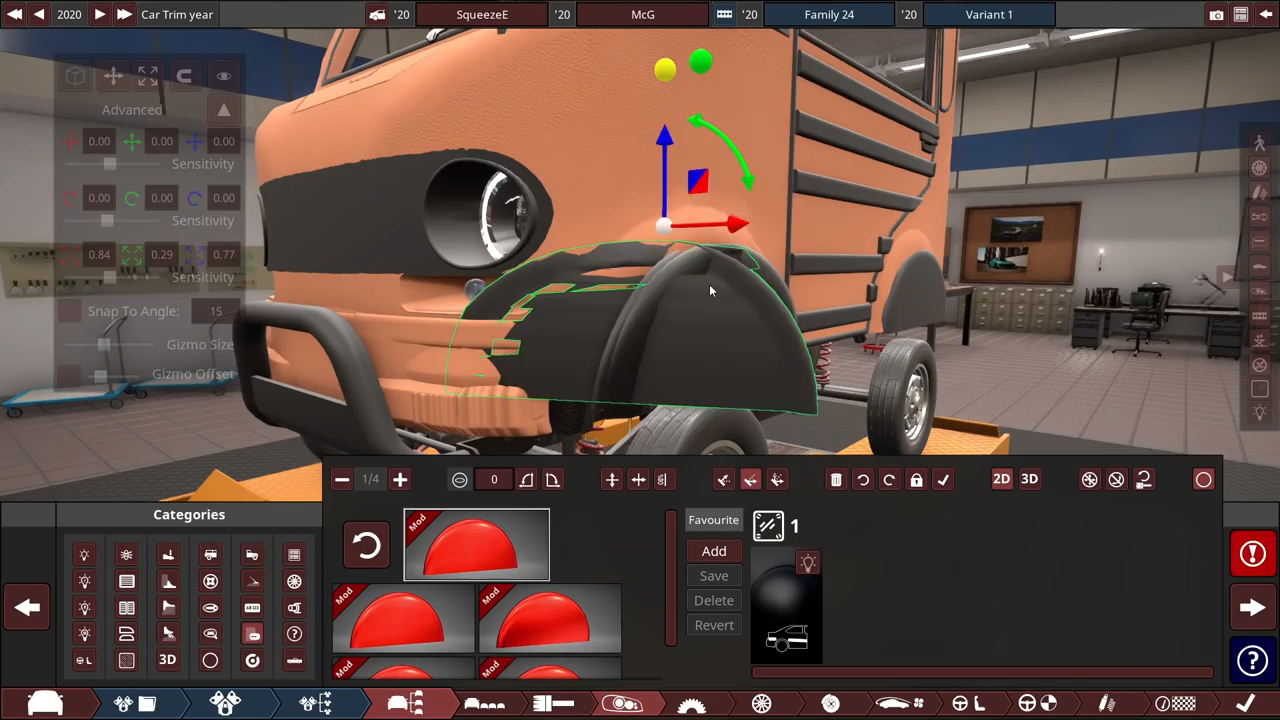 2020 Car Trim year '20 SqueezeE '20 McG '20 Family 24 '20 Variant 1
Advanced
0.00 0.00 0.00
Sensitivity
0.00 0.00 0.00
Sensitivity
0.84 0.29 0.77
Sensitivity
Snap To Angle: 15
Gizmo Size
Gizmo Offset
1/4 0 2D 3D
Categories
3D
Mod
Mod
Mod
Mod
Mod
Favourite
Add
Save
Delete
Revert
1